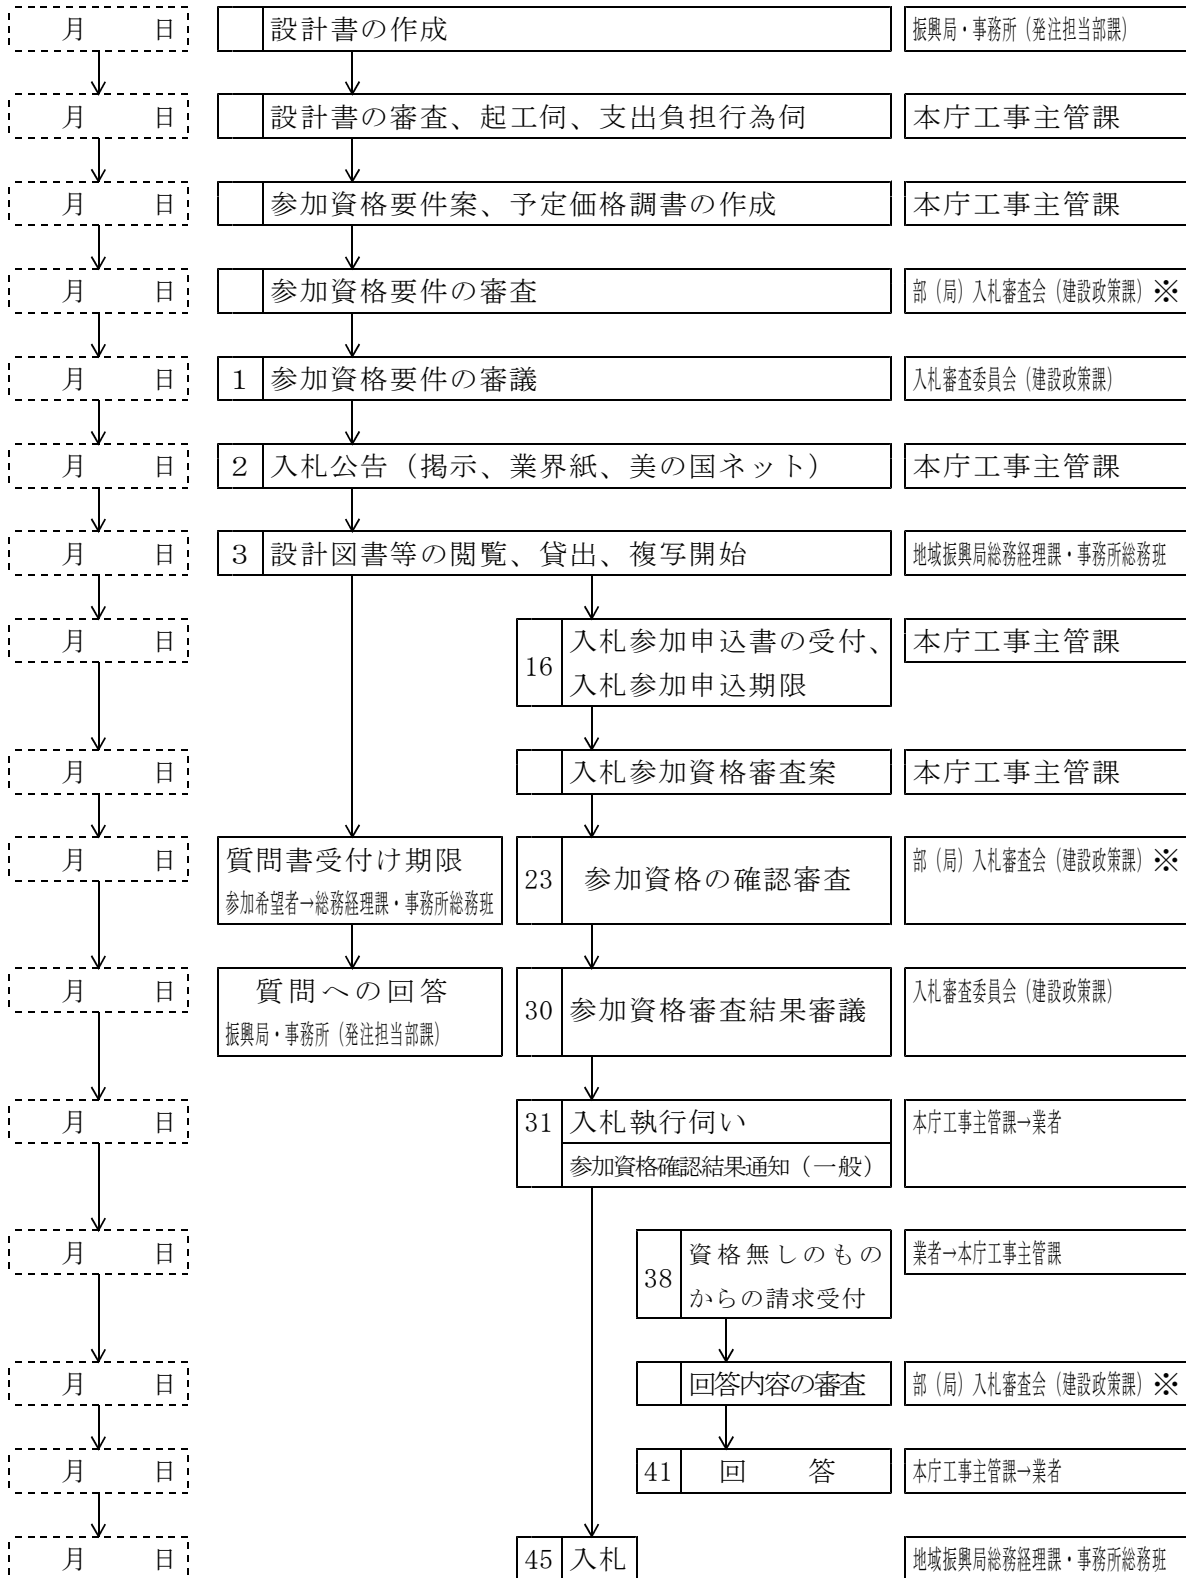 月 日 設計書の作成 振興局・事務所（発注担当部課）
月 日 設計書の審査、起工伺、支出負担行為伺 本庁工事主管課
月 日 参加資格要件案、予定価格調書の作成 本庁工事主管課
月 日 参加資格要件の審査 部（局）入札審査会（建設政策課）※
月 日 1 参加資格要件の審議 入札審査委員会（建設政策課）
月 日 2 入札公告（掲示、業界紙、美の国ネット） 本庁工事主管課
月 日 3 設計図書等の閲覧、貸出、複写開始 地域振興局総務経理課・事務所総務班
月 日 16 入札参加申込書の受付、 本庁工事主管課
入札参加申込期限
月 日 入札参加資格審査案 本庁工事主管課
月 日 質問書受付け期限 23 参加資格の確認審査 部（局）入札審査会（建設政策課）※
参加希望者→総務経理課・事務所総務班
月 日 質問への回答 30 参加資格審査結果審議 入札審査委員会（建設政策課）
振興局・事務所（発注担当部課）
月 日 31 入札執行伺い 本庁工事主管課→業者
参加資格確認結果通知（一般）
月 日 38 資格無しのもの 業者→本庁工事主管課
からの請求受付
月 日 回答内容の審査 部（局）入札審査会（建設政策課）※
月 日 41 回 答 本庁工事主管課→業者
月 日 45 入札 地域振興局総務経理課・事務所総務班